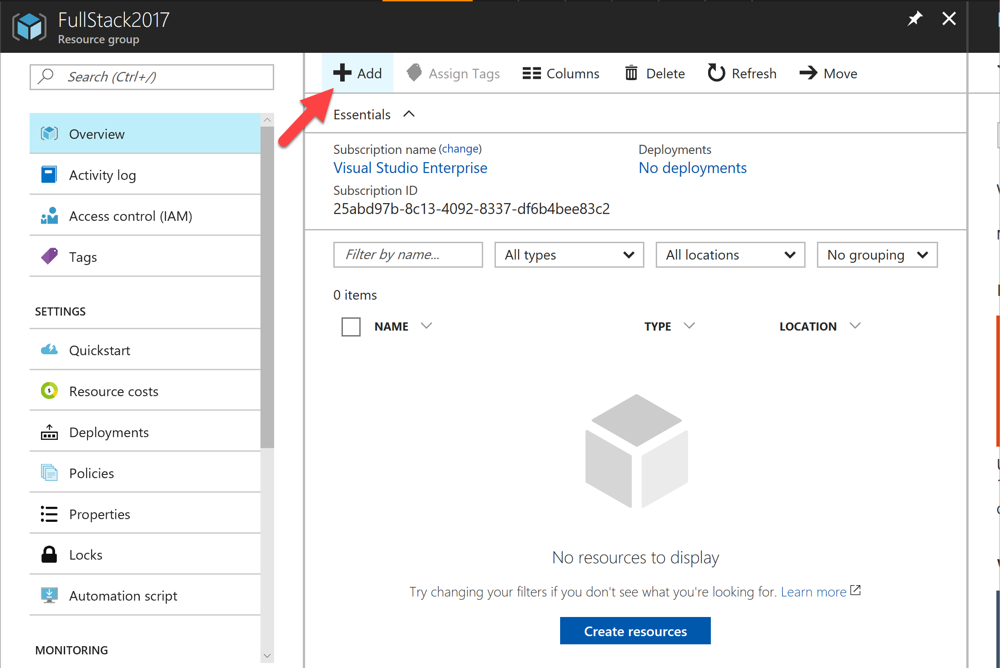 FullStack2017
Resource group
Search (Ctrl+/)
Overview
Activity log
Access control (IAM)
Tags
SETTINGS
Quickstart
Resource costs
Deployments
Policies
Properties
Locks
Automation script
MONITORING
Add Assign Tags Columns Delete Refresh Move
Essentials
Subscription name (change) Deployments
Visual Studio Enterprise No deployments
Subscription ID
25abd97b-8c13-4092-8337-df6b4bee83c2
Filter by name... All types All locations No grouping
0 items
NAME TYPE LOCATION
No resources to display
Try changing your filters if you don't see what you're looking for. Learn more
Create resources